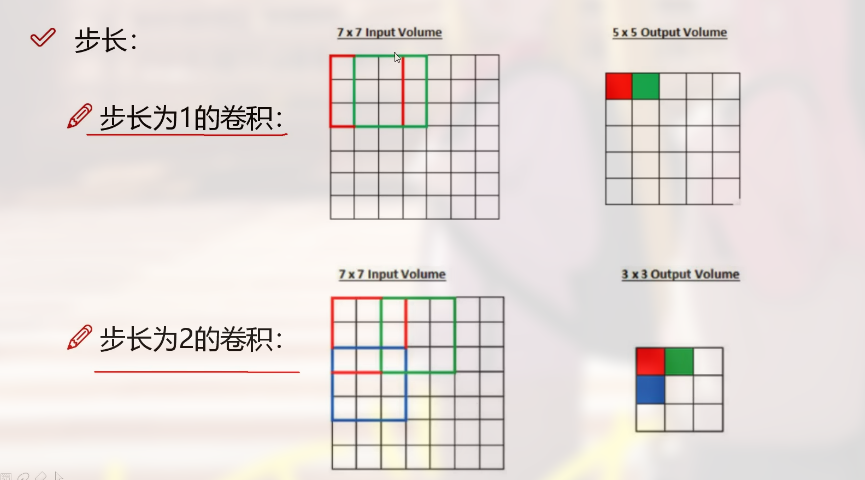 步长：
7 x 7 Input Volume
5 x 5 Output Volume
步长为1的卷积：
7 x 7 Input Volume
3 x 3 Output Volume
步长为2的卷积：